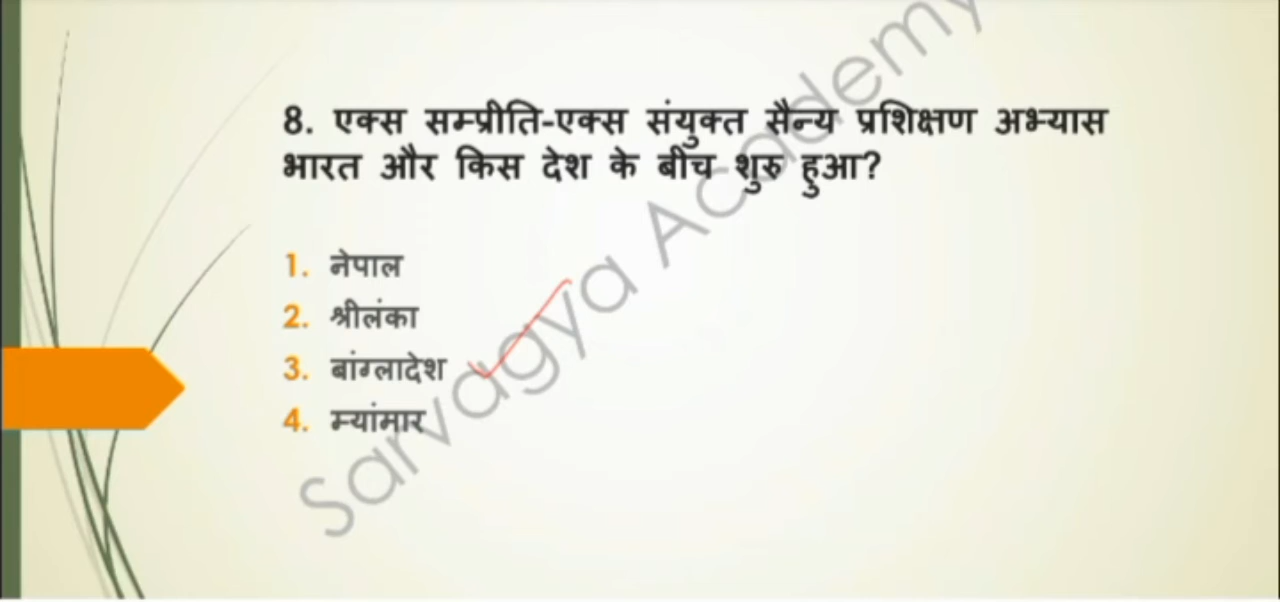 8. एक्स सम्प्रीति-एक्स संयुक्त सैन्य प्रशिक्षण अभ्यास
भारत और किस देश के बीच शुरु हुआ?
1. नेपाल
2. श्रीलंका
3. बांग्लादेश
4. म्यांमार
Sarvagya Academy